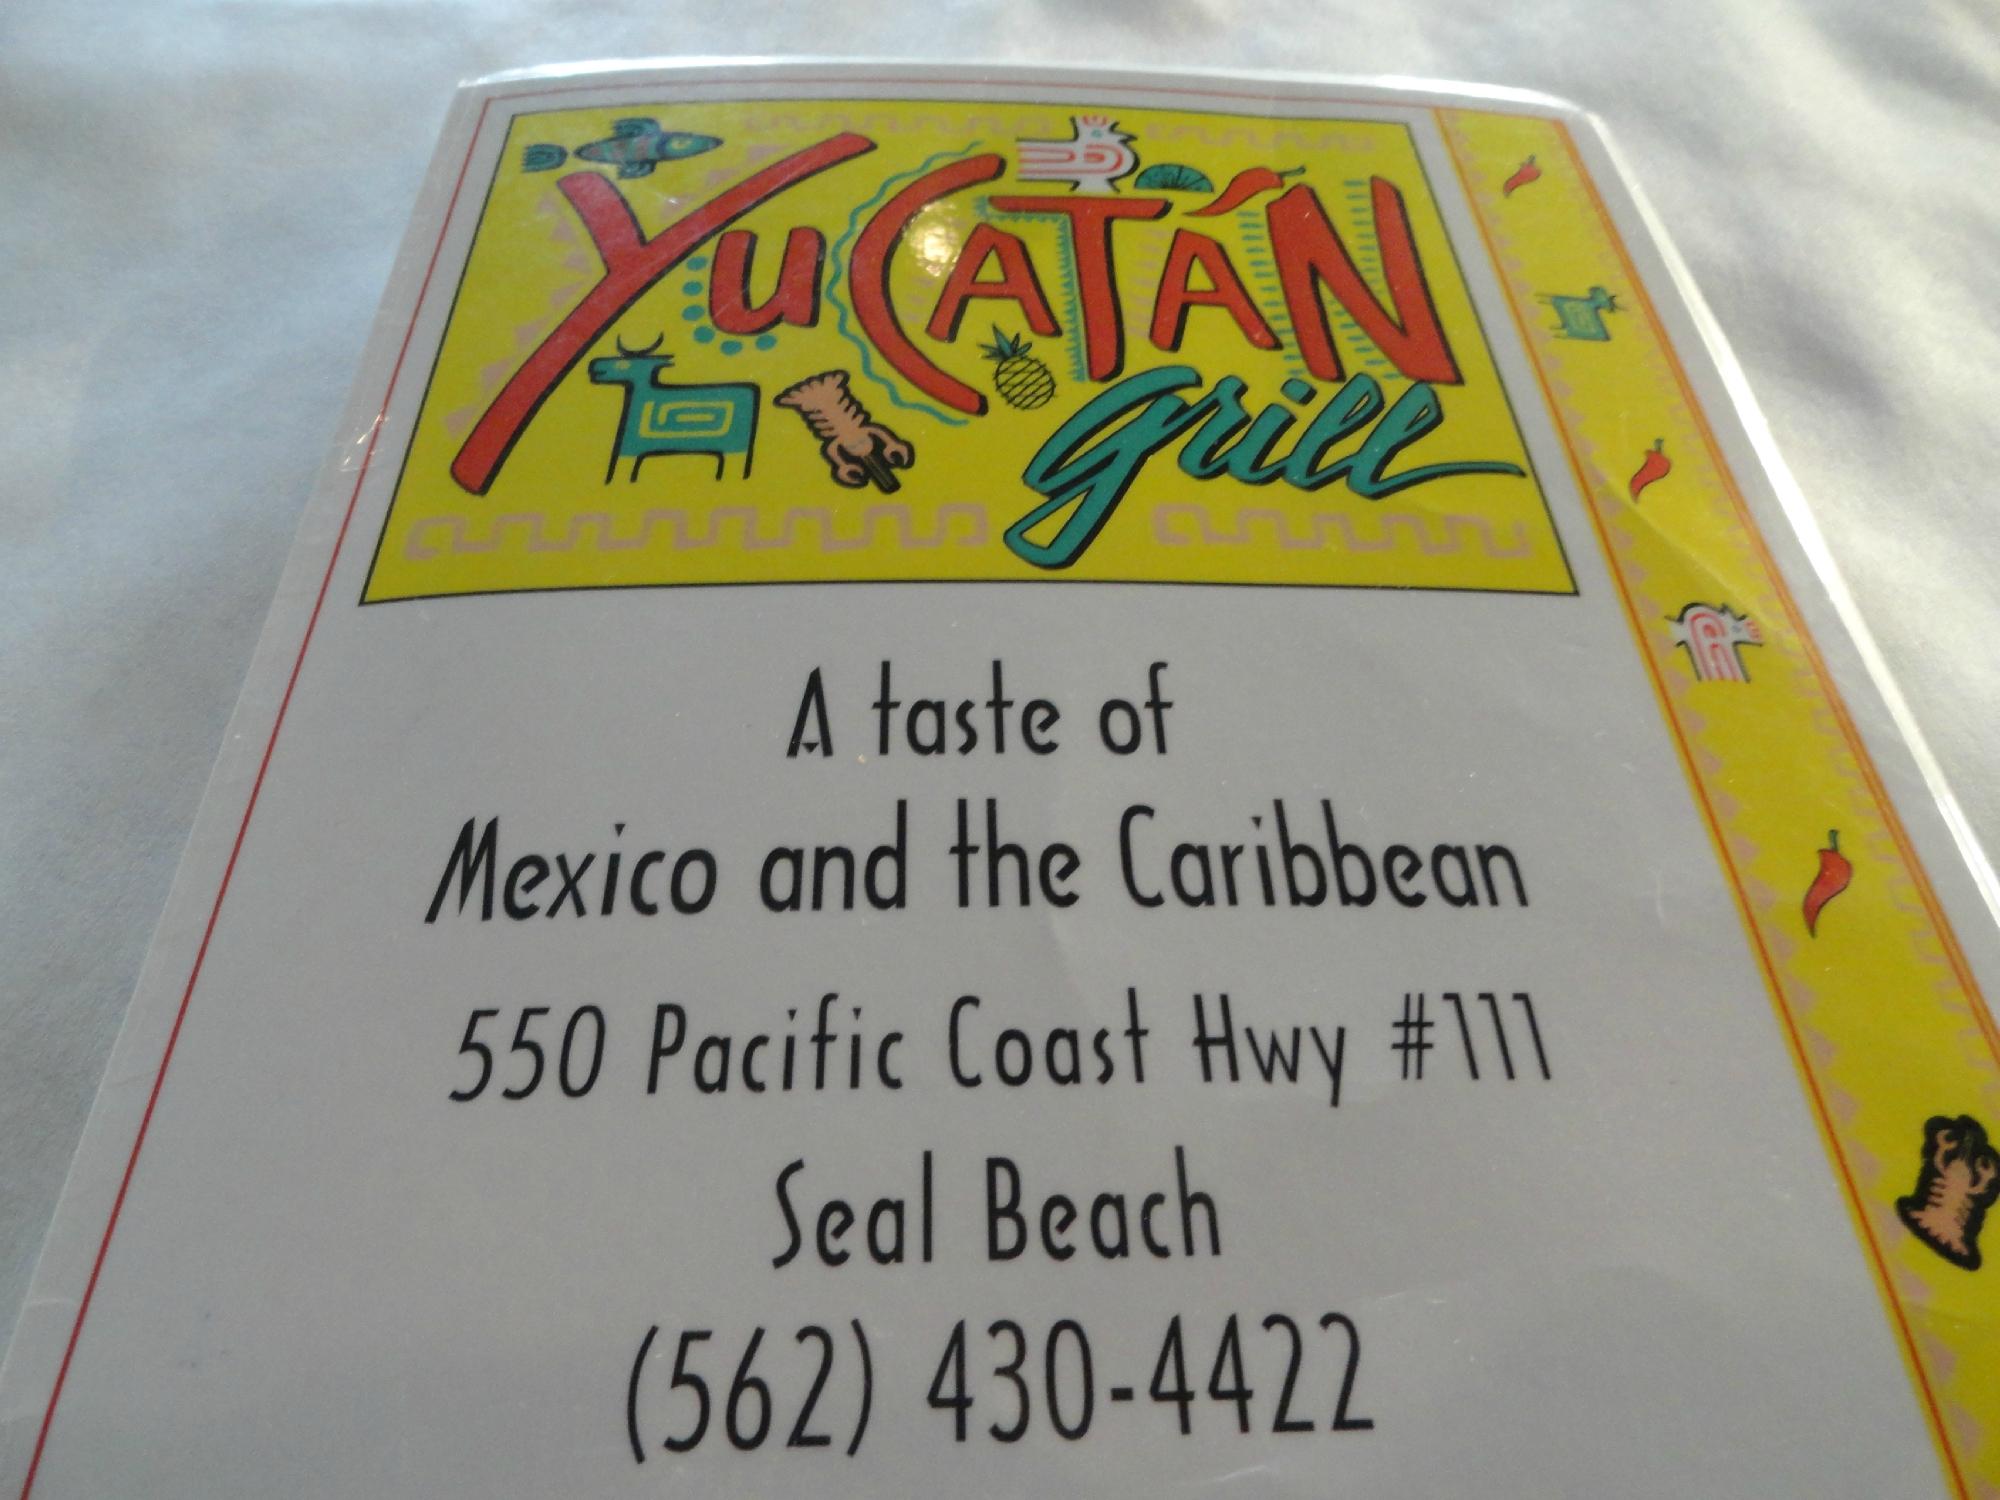 YuCATÁN
grill
A taste of
Mexico and the Caribbean
550 Pacific Coast Hwy #111
Seal Beach
(562) 430-4422